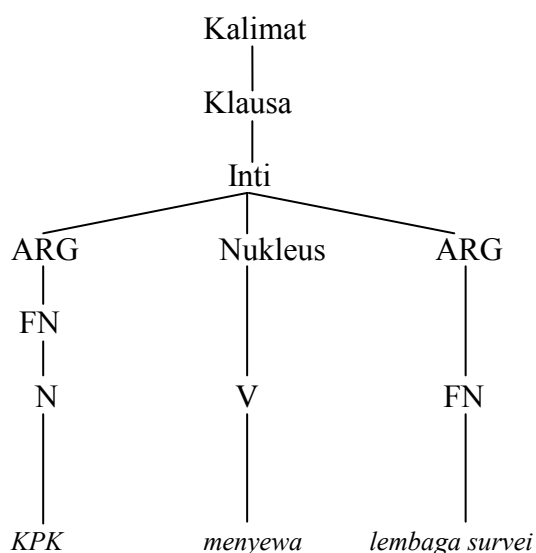 Kalimat
Klausa
Inti
ARG Nukleus ARG
FN
N V FN
KPK menyewa lembaga survei